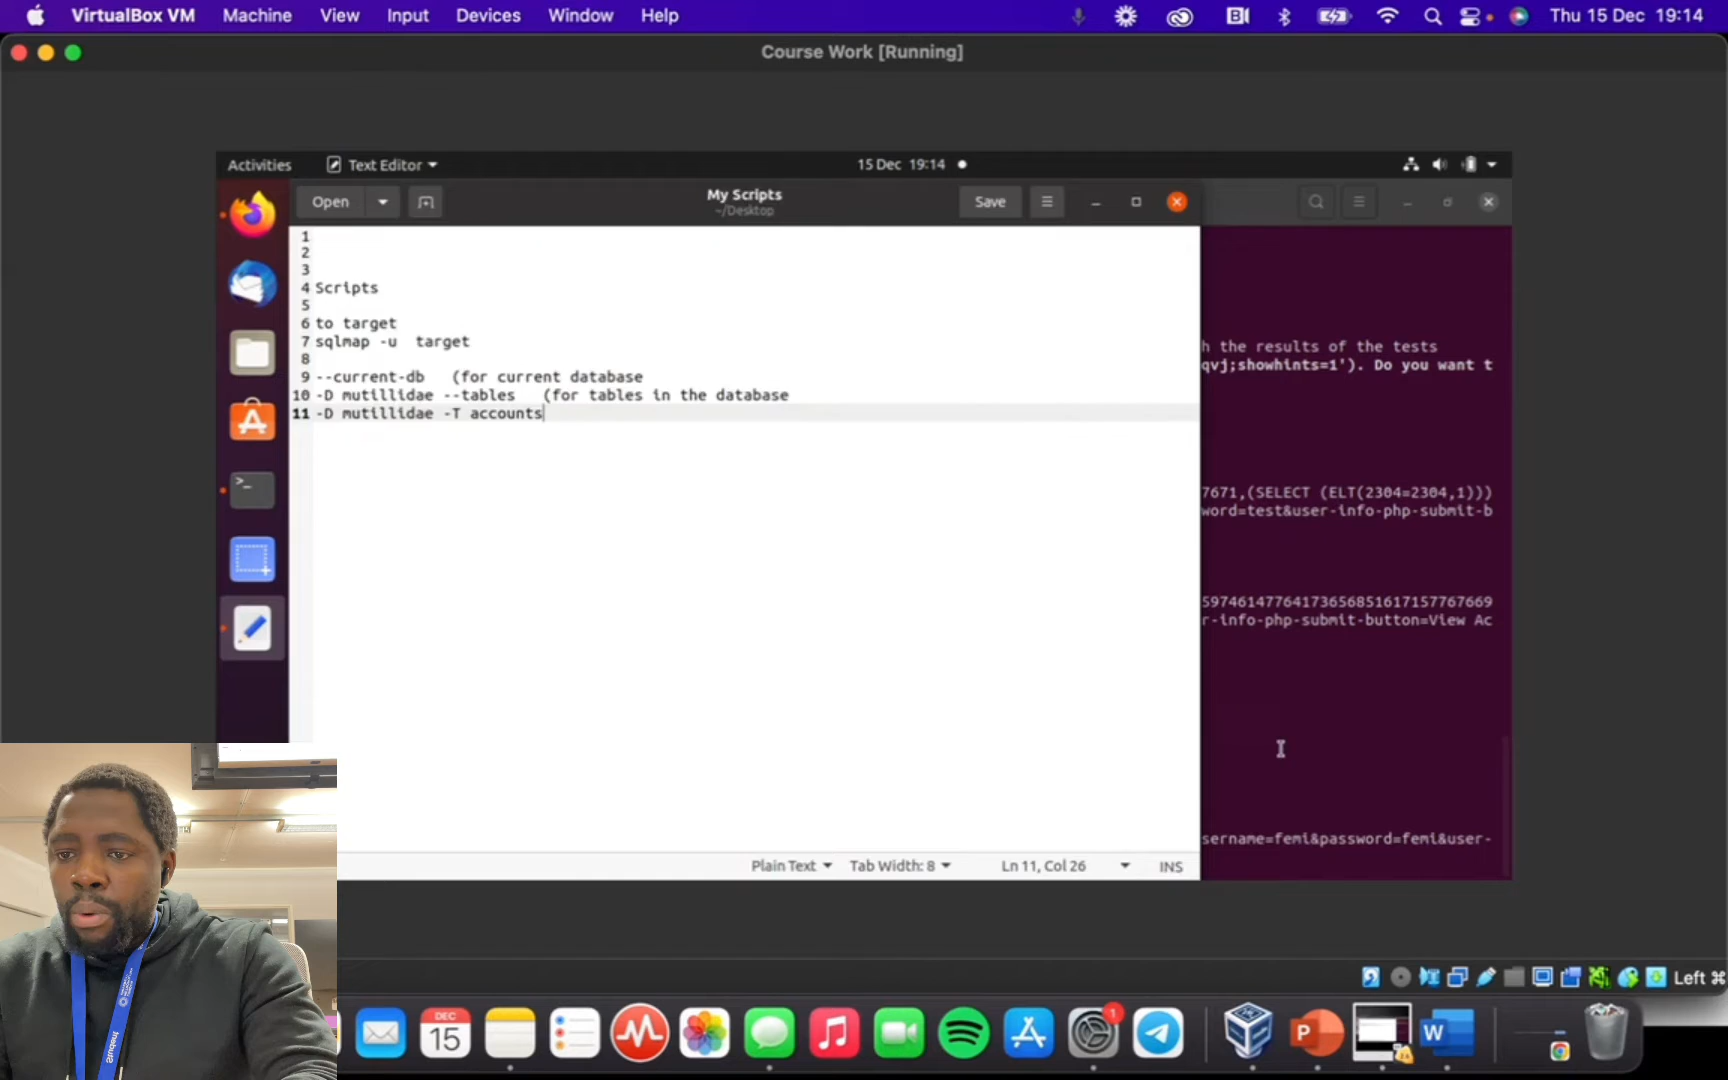 VirtualBox VM Machine View Input Devices Window Help Thu 15 Dec 19:14
Course Work [Running]
Activities Text Editor 15 Dec 19:14
Open My Scripts Save
~/Desktop
1
2
3
4 Scripts
5
6 to target
7 sqlmap -u  target
8
9 --current-db   (for current database
10 -D mutillidae --tables   (for tables in the database
11 -D mutillidae -T accounts
h the results of the tests
qvj;showhints=1'). Do you want t
7671,(SELECT (ELT(2304=2304,1)))
word=test&user-info-php-submit-b
5974614776417365685161715776 7669
r-info-php-submit-button=View Ac
sername=femi&password=femi&user-
Plain Text Tab Width: 8 Ln 11, Col 26 INS
Left ⌘
Student
DEC
15
1
P
W